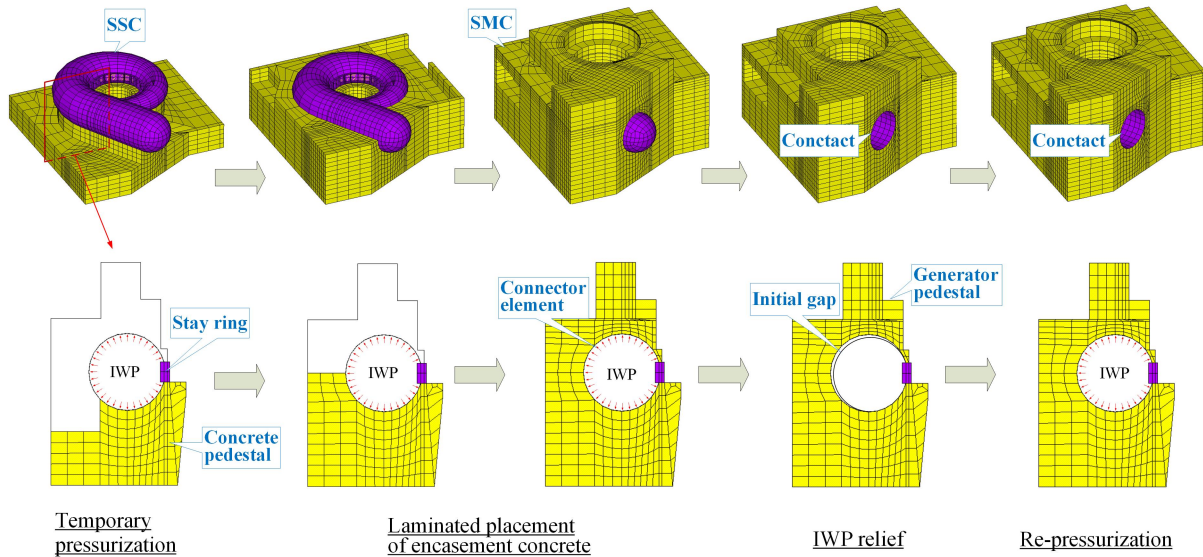 SSC
SMC
Conctact
Conctact
Stay ring
IWP
Concrete
pedestal
IWP
Connector
element
IWP
Initial gap
Generator
pedestal
IWP
Temporary
pressurization
Laminated placement
of encasement concrete
IWP relief
Re-pressurization